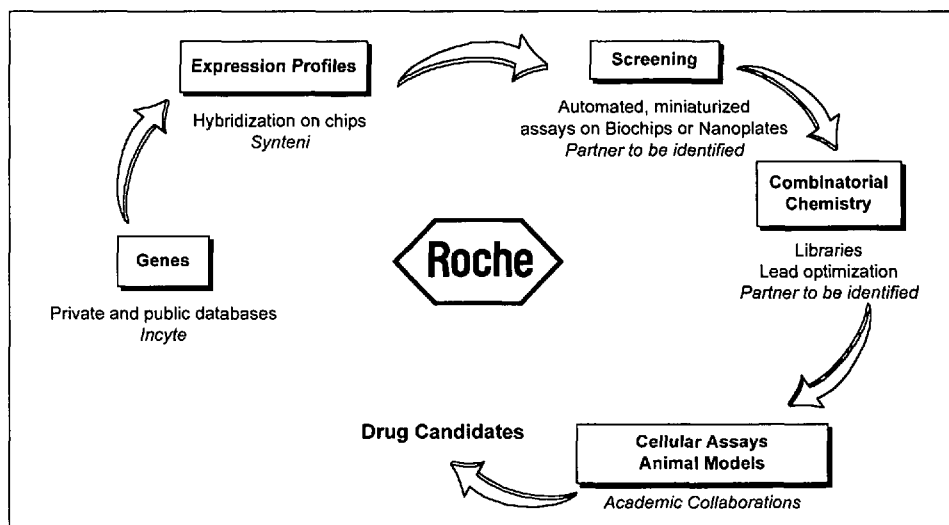 Expression Profiles
Hybridization on chips
Synteni
Screening
Automated, miniaturized
assays on Biochips or Nanoplates
Partner to be identified
Combinatorial
Chemistry
Libraries
Lead optimization
Partner to be identified
Genes
Private and public databases
Incyte
Roche
Drug Candidates
Cellular Assays
Animal Models
Academic Collaborations